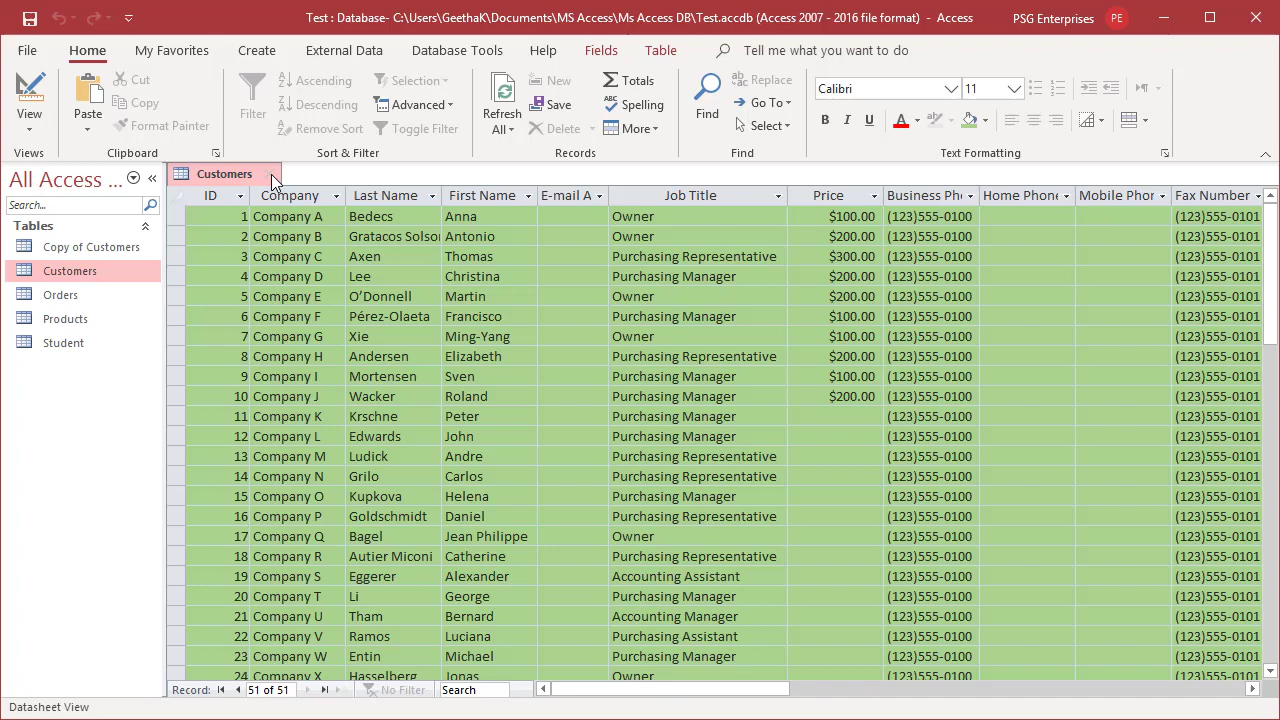 Test : Database- C:\Users\GeethaK\Documents\MS Access\Ms Access DB\Test.accdb (Access 2007 - 2016 file format) - Access PSG Enterprises PE
File Home My Favorites Create External Data Database Tools Help Fields Table Tell me what you want to do
View
Views
Paste
Cut
Copy
Format Painter
Clipboard
Filter
Ascending
Descending
Remove Sort
Selection
Advanced
Toggle Filter
Sort & Filter
Refresh
All
New
Save
Delete
Totals
Spelling
More
Records
Find
Replace
Go To
Select
Find
Calibri 11
B I U A
Text Formatting
All Access ...
Search...
Tables
Copy of Customers
Customers
Orders
Products
Student
Customers
ID Company Last Name First Name E-mail A Job Title Price Business Ph Home Phone Mobile Phor Fax Number
1 Company A Bedecs Anna Owner $100.00 (123)555-0100 (123)555-0101
2 Company B Gratacos Solsor Antonio Owner $200.00 (123)555-0100 (123)555-0101
3 Company C Axen Thomas Purchasing Representative $300.00 (123)555-0100 (123)555-0101
4 Company D Lee Christina Purchasing Manager $200.00 (123)555-0100 (123)555-0101
5 Company E O’Donnell Martin Owner $200.00 (123)555-0100 (123)555-0101
6 Company F Pérez-Olaeta Francisco Purchasing Manager $100.00 (123)555-0100 (123)555-0101
7 Company G Xie Ming-Yang Owner $100.00 (123)555-0100 (123)555-0101
8 Company H Andersen Elizabeth Purchasing Representative $200.00 (123)555-0100 (123)555-0101
9 Company I Mortensen Sven Purchasing Manager $100.00 (123)555-0100 (123)555-0101
10 Company J Wacker Roland Purchasing Manager $200.00 (123)555-0100 (123)555-0101
11 Company K Krschne Peter Purchasing Manager (123)555-0100 (123)555-0101
12 Company L Edwards John Purchasing Manager (123)555-0100 (123)555-0101
13 Company M Ludick Andre Purchasing Representative (123)555-0100 (123)555-0101
14 Company N Grilo Carlos Purchasing Representative (123)555-0100 (123)555-0101
15 Company O Kupkova Helena Purchasing Manager (123)555-0100 (123)555-0101
16 Company P Goldschmidt Daniel Purchasing Representative (123)555-0100 (123)555-0101
17 Company Q Bagel Jean Philippe Owner (123)555-0100 (123)555-0101
18 Company R Autier Miconi Catherine Purchasing Representative (123)555-0100 (123)555-0101
19 Company S Eggerer Alexander Accounting Assistant (123)555-0100 (123)555-0101
20 Company T Li George Purchasing Manager (123)555-0100 (123)555-0101
21 Company U Tham Bernard Accounting Manager (123)555-0100 (123)555-0101
22 Company V Ramos Luciana Purchasing Assistant (123)555-0100 (123)555-0101
23 Company W Entin Michael Purchasing Manager (123)555-0100 (123)555-0101
24 Company X Hasselberg Jonas Owner (123)555-0100 (123)555-0101
Record: 51 of 51 No Filter Search
Datasheet View